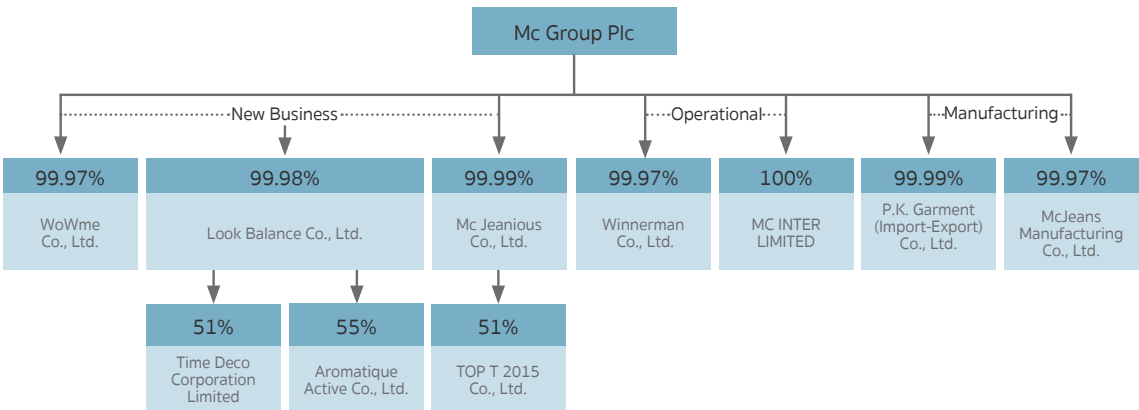 Mc Group Plc
New Business
Operational
Manufacturing
99.97%
WoWme
Co., Ltd.
99.98%
Look Balance Co., Ltd.
99.99%
Mc Jeanious
Co., Ltd.
99.97%
Winnerman
Co., Ltd.
100%
MC INTER
LIMITED
99.99%
P.K. Garment
(Import-Export)
Co., Ltd.
99.97%
McJeans
Manufacturing
Co., Ltd.
51%
Time Deco
Corporation
Limited
55%
Aromatique
Active Co., Ltd.
51%
TOP T 2015
Co., Ltd.